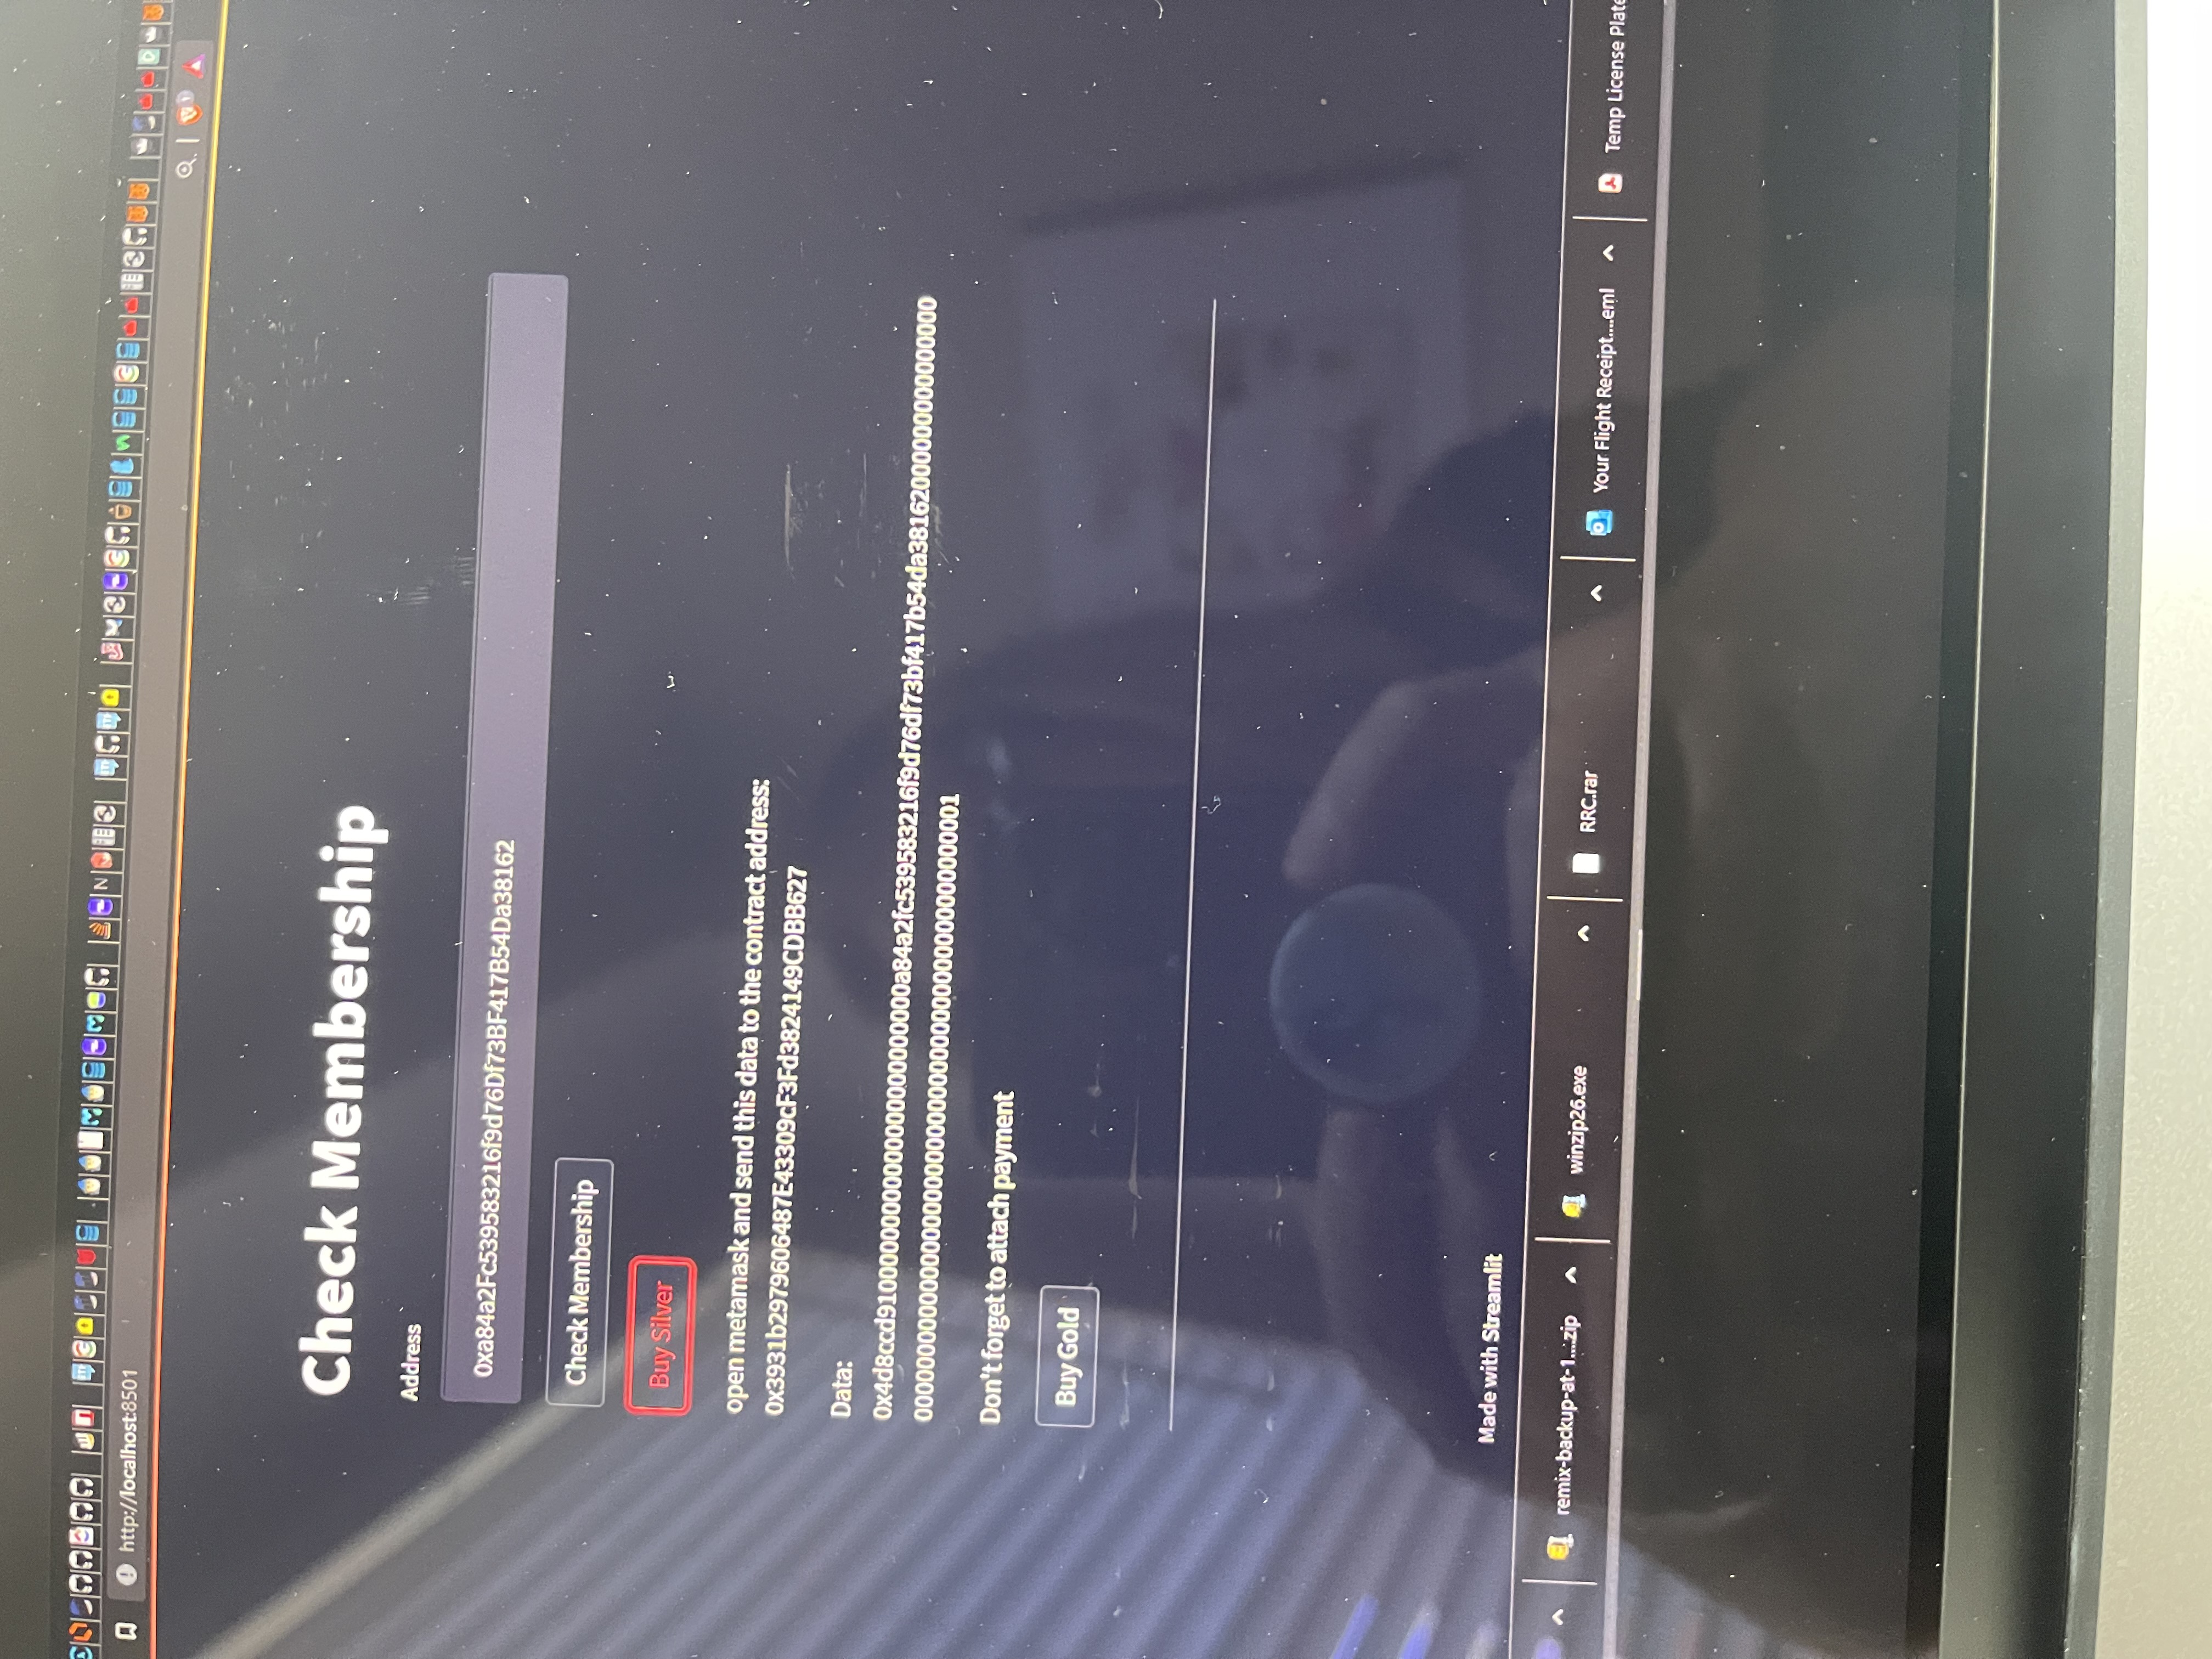 http://localhost:8501
Check Membership
Address
0xa84a2Fc539583216f9d76Df73BF417B54Da38162
Check Membership
Buy Silver
open metamask and send this data to the contract address:
0x3931b2979606487E43309cF3Fd3824149CDBB627
Data:
0x4d8ccd91000000000000000000000000a84a2fc539583216f9d76df73bf417b54da38162000000000000000
0000000000000000000000000000000000000000000000001
Don't forget to attach payment
Buy Gold
Made with Streamlit
remix-backup-at-1....zip
winzip26.exe
RRC.rar
Your Flight Receipt....eml
Temp License Plate